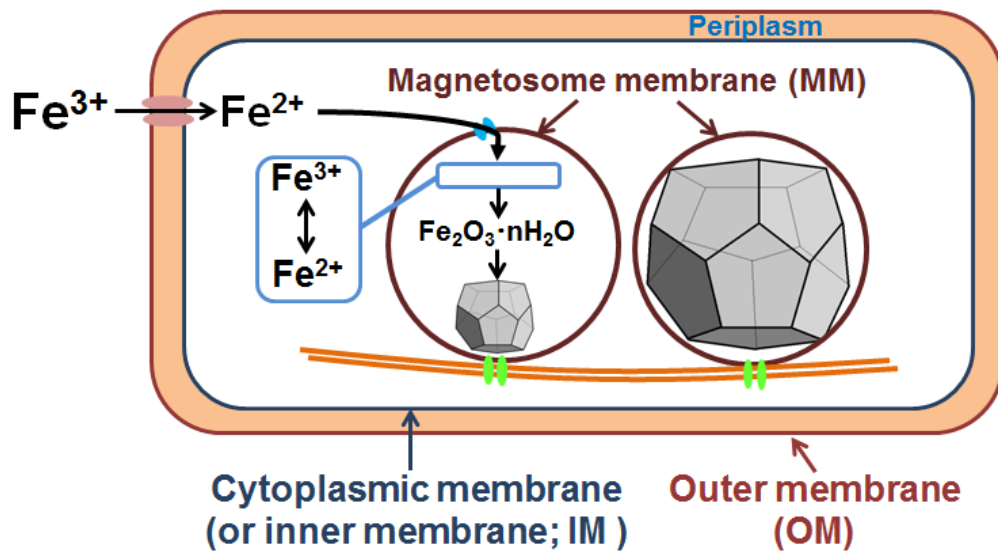 Periplasm
Magnetosome membrane (MM)
Fe³⁺
Fe²⁺
Fe³⁺
Fe²⁺
Fe₂O₃·nH₂O
Cytoplasmic membrane
(or inner membrane; IM )
Outer membrane
(OM)